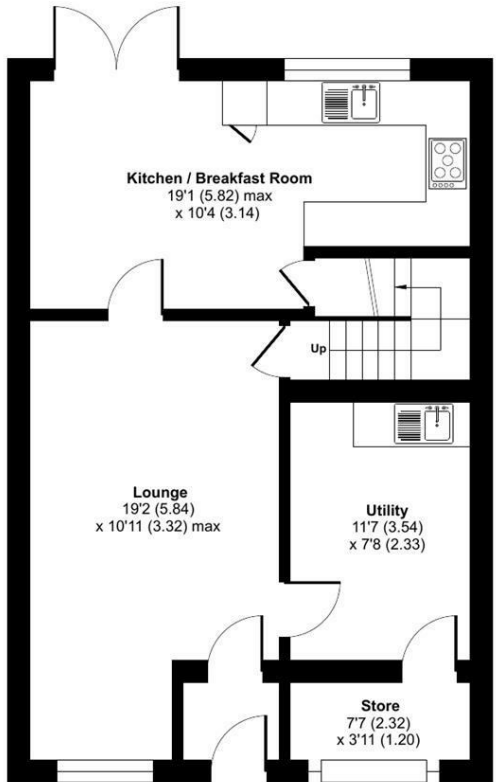 Kitchen / Breakfast Room
19'1 (5.82) max
x 10'4 (3.14)
Up
Lounge
19'2 (5.84)
x 10'11 (3.32) max
Utility
11'7 (3.54)
x 7'8 (2.33)
Store
7'7 (2.32)
x 3'11 (1.20)